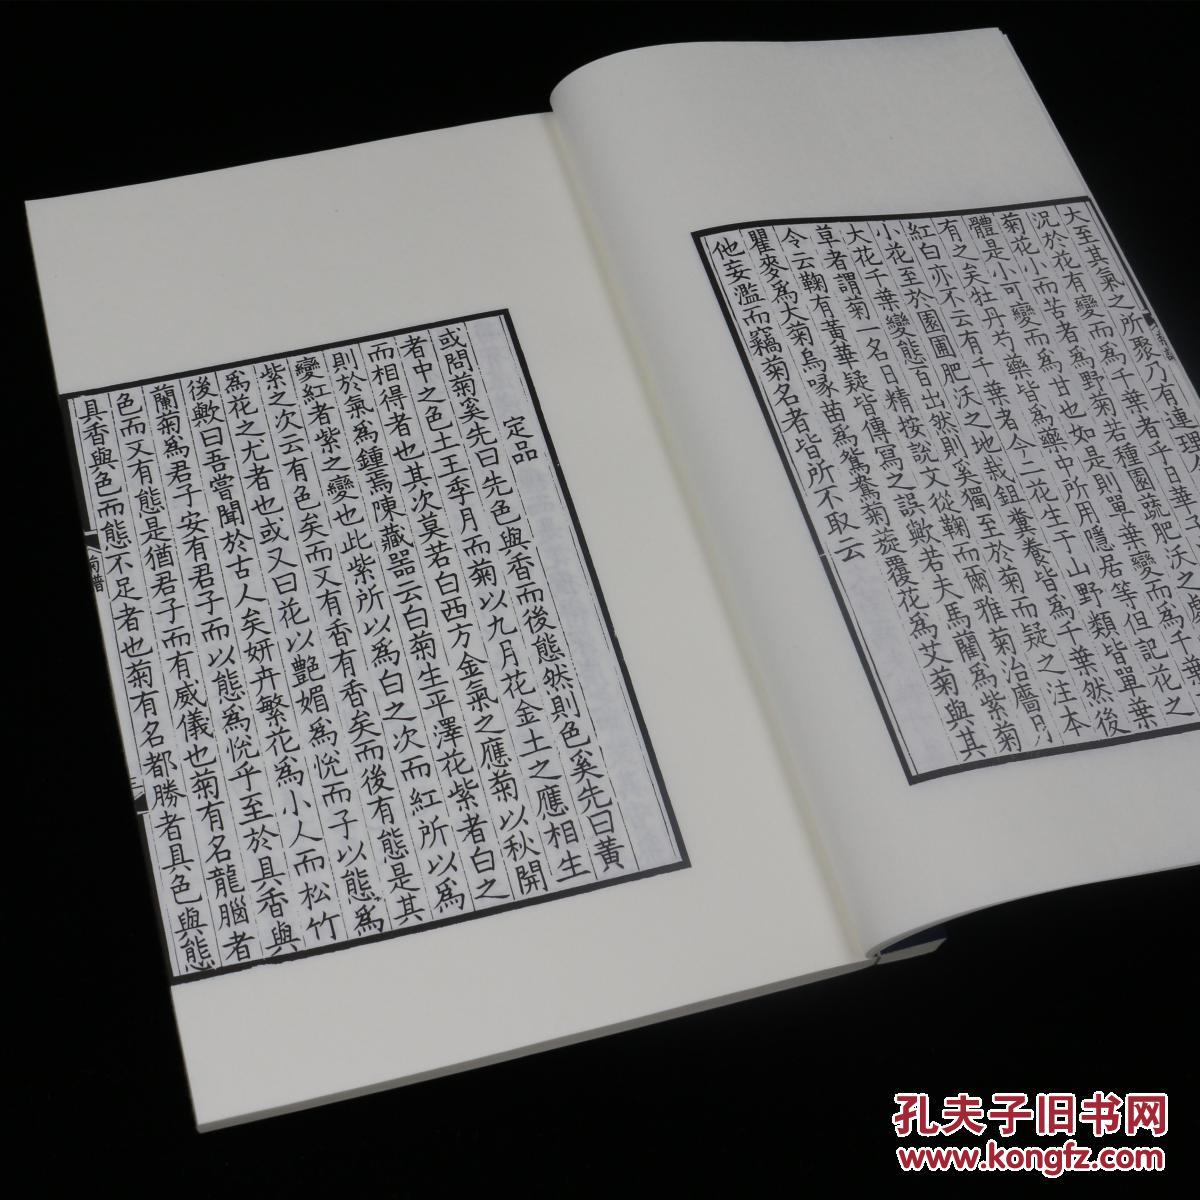 大至其氣之所聚乃有連理
況於花有變而爲千葉者乎日華
菊花小而苦者爲野菊若種園蔬肥沃之
體是小可變而爲甘也如是則單葉變而爲千葉
有之矣牡丹芍藥皆爲藥中所用隱居等但記花之
紅白亦不云有千葉者今二花生于山野類皆單葉
小花至於園圃肥沃之地栽鉏糞養皆爲千葉然後
大花千葉變態百出然則奚獨至於菊而疑之注本
草者謂菊一名日精按說文從鞠而爾雅菊治蘠月
令云鞠有黃華疑皆傳寫之誤歟若夫馬藺爲紫菊
瞿麥爲大菊烏喙苗爲鴛鴦菊旋覆花爲艾菊與其
他妄濫而竊菊名者皆所不取云
定品
或問菊奚先曰先色與香而後態然則色奚先曰黃
者中之色土王季月而菊以九月花金土之應相生
而相得者也其次莫若白西方金氣之應菊以秋開
則於氣爲鍾焉陳藏器云白菊生平澤花紫者白之
變紅者紫之變也此紫所以爲白之次而紅所以爲
紫之次云有色矣而又有香有香矣而後有態是其
爲花之尤者也或又曰花以艷媚爲悅而子以態爲
後歟曰吾嘗聞於古人矣妍卉繁花爲小人而松竹
蘭菊爲君子安有君子而以態爲悅乎至於具香與
色而又有態是猶君子而有威儀也菊有名龍腦者
具香與色而態不足者也菊有名都勝者具色與態
菊譜
三
孔夫子旧书网
www.kongfz.com